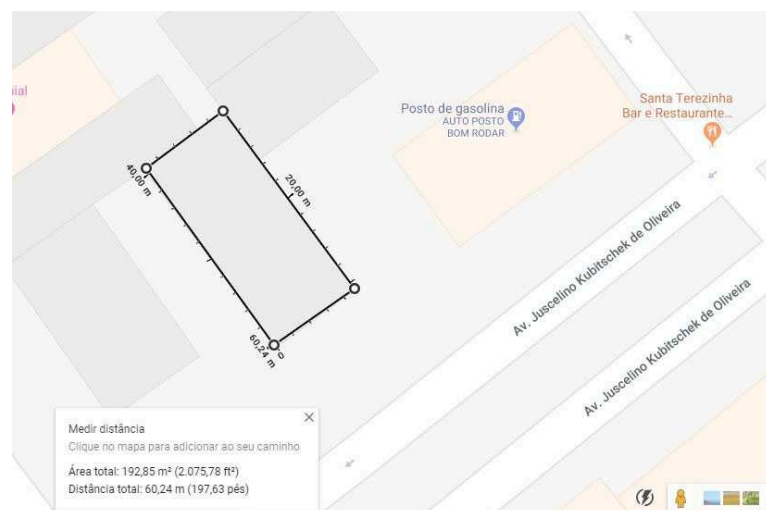 nial
Posto de gasolina
AUTO POSTO
BOM RODAR
Santa Terezinha
Bar e Restaurante...
40,00 m
20,00 m
Av. Juscelino Kubitschek de Oliveira
Av. Juscelino Kubitschek de Oliveira
60,24 m
0
Medir distância
Clique no mapa para adicionar ao seu caminho
Área total: 192,85 m² (2.075,78 ft²)
Distância total: 60,24 m (197,63 pés)